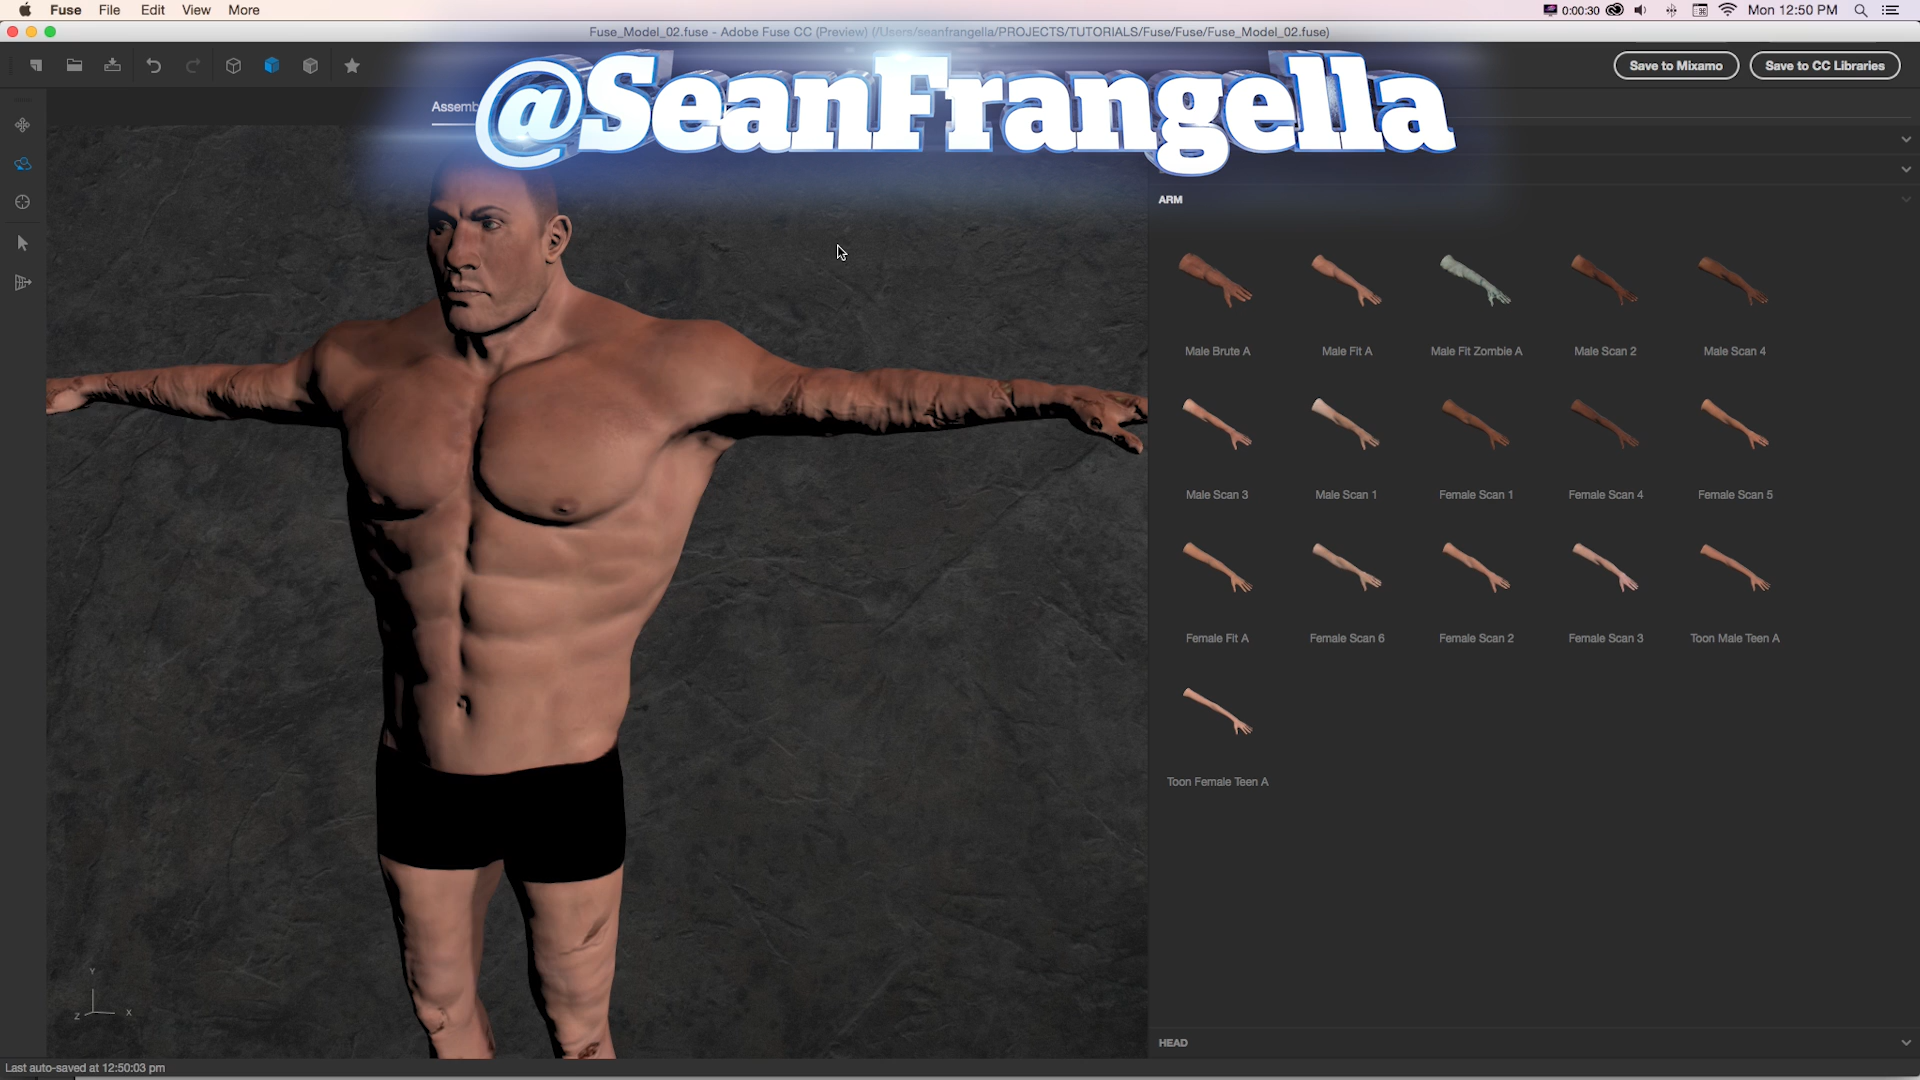 Fuse File Edit View More 0:00:30 Mon 12:50 PM
Fuse_Model_02.fuse - Adobe Fuse CC (Preview) (/Users/seanfrangella/PROJECTS/TUTORIALS/Fuse/Fuse/Fuse_Model_02.fuse)
Save to Mixamo Save to CC Libraries
Assemb
@SeanFrangella
ARM
Male Brute A Male Fit A Male Fit Zombie A Male Scan 2 Male Scan 4
Male Scan 3 Male Scan 1 Female Scan 1 Female Scan 4 Female Scan 5
Female Fit A Female Scan 6 Female Scan 2 Female Scan 3 Toon Male Teen A
Toon Female Teen A
Y
Z X
HEAD
Last auto-saved at 12:50:03 pm